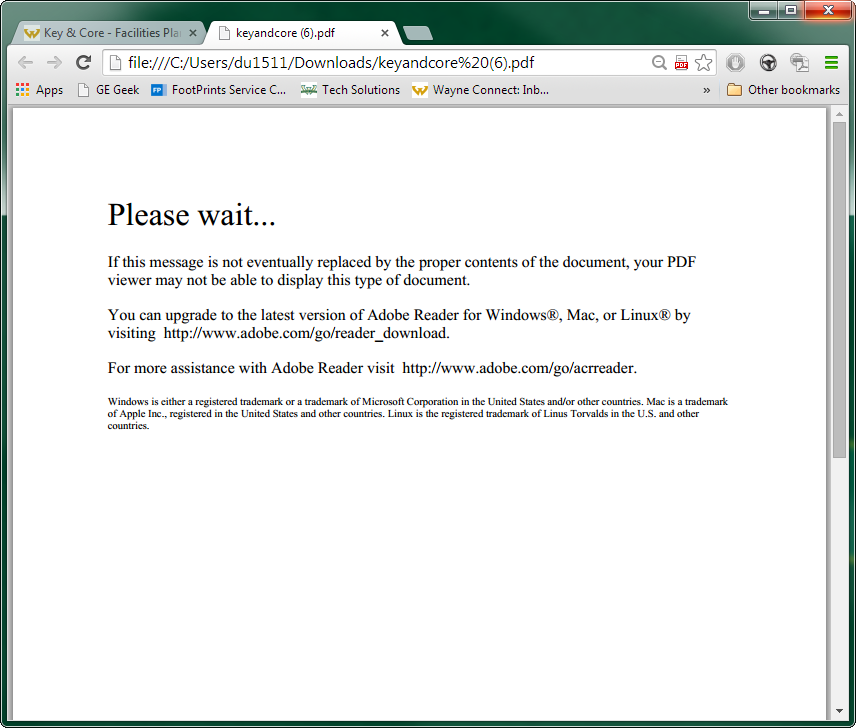 Key & Core - Facilities Pla
keyandcore (6).pdf
file:///C:/Users/du1511/Downloads/keyandcore%20(6).pdf
PDF
Apps
GE Geek
FP
FootPrints Service C...
Tech Solutions
Wayne Connect: Inb...
»
Other bookmarks
Please wait...
If this message is not eventually replaced by the proper contents of the document, your PDF
viewer may not be able to display this type of document.
You can upgrade to the latest version of Adobe Reader for Windows®, Mac, or Linux® by
visiting http://www.adobe.com/go/reader_download.
For more assistance with Adobe Reader visit http://www.adobe.com/go/acrreader.
Windows is either a registered trademark or a trademark of Microsoft Corporation in the United States and/or other countries. Mac is a trademark
of Apple Inc., registered in the United States and other countries. Linux is the registered trademark of Linus Torvalds in the U.S. and other
countries.